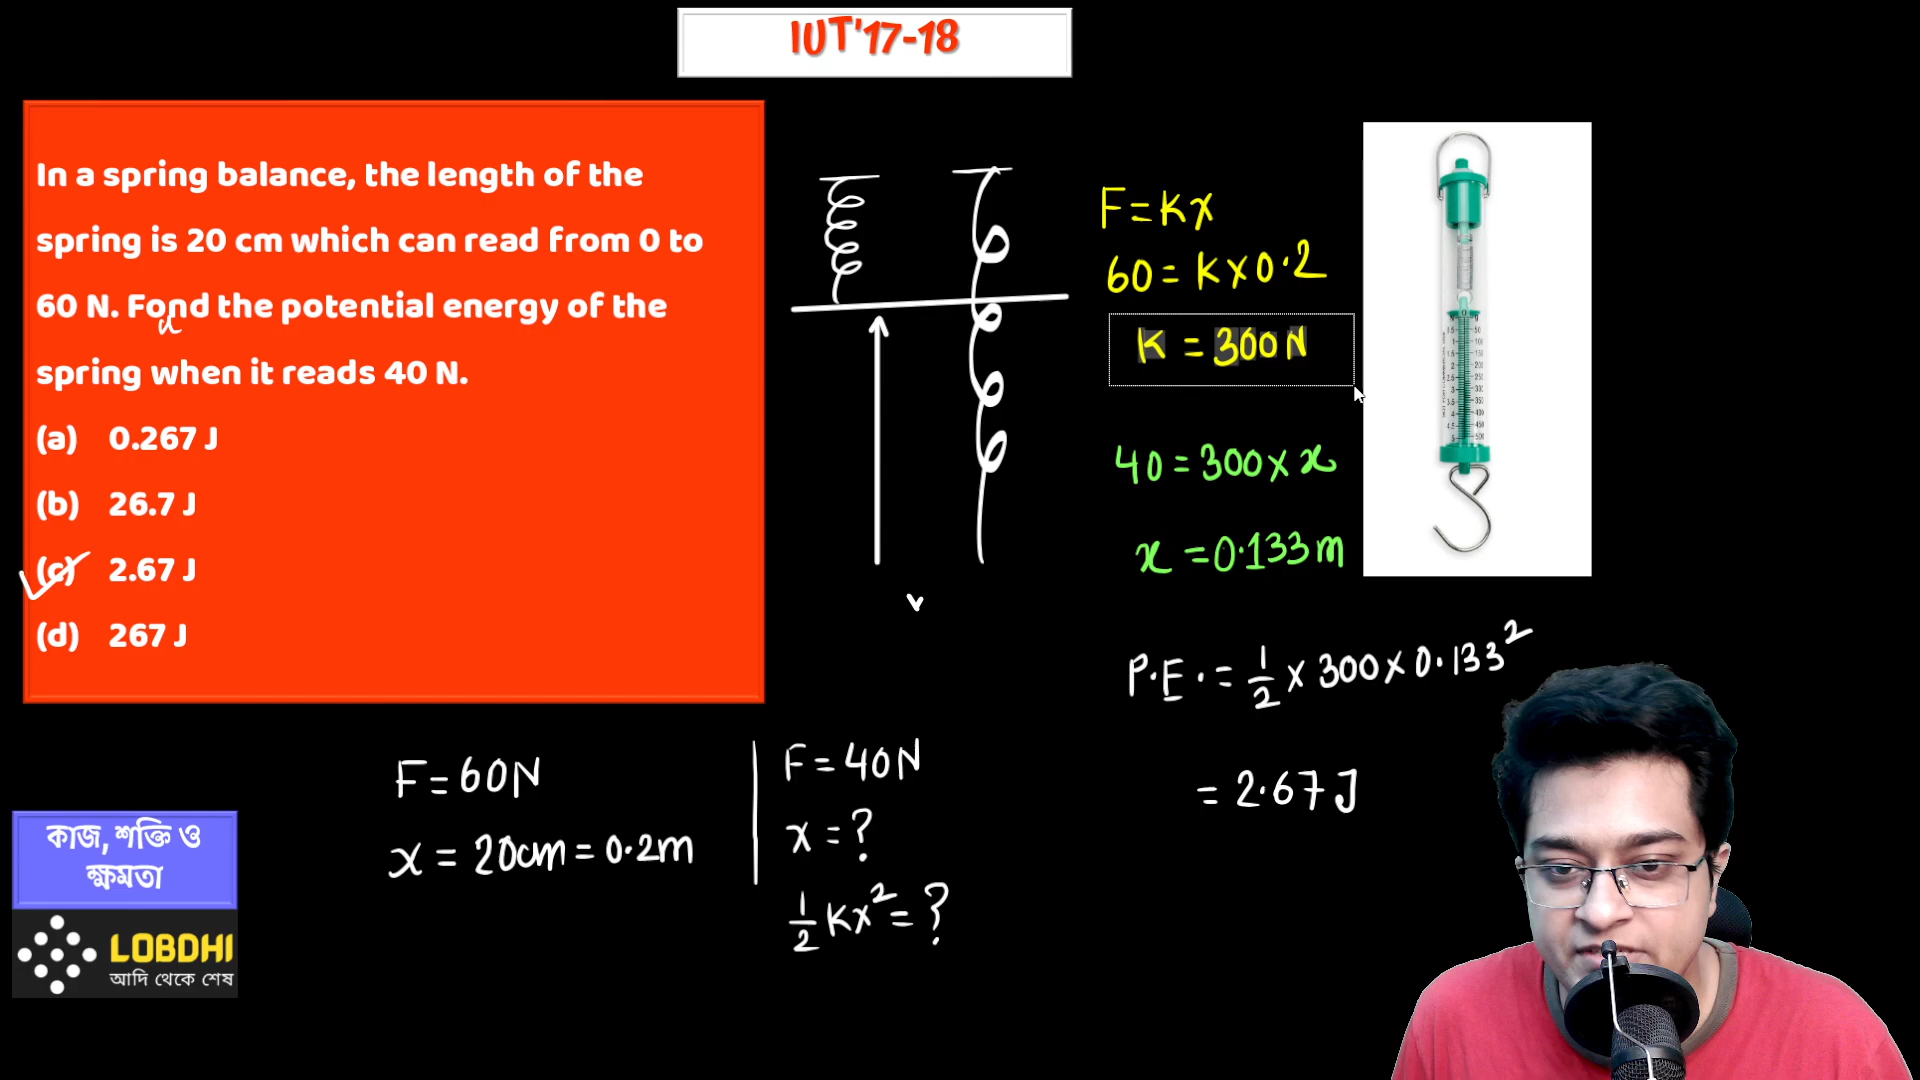 IUT'17-18
In a spring balance, the length of the
spring is 20 cm which can read from 0 to
60 N. Fond the potential energy of the
spring when it reads 40 N.
(a) 0.267 J
(b) 26.7 J
(c) 2.67 J
(d) 267 J
F=Kx
60=Kx0.2
K=300N
40=300×x
x=0.133m
P.E.=1/2×300×0.133²
=2.67J
F=60N
x=20cm=0.2m
F=40N
x=?
1/2Kx²=?
কাজ, শক্তি ও
ক্ষমতা
LOBDHI
আদি থেকে শেষ